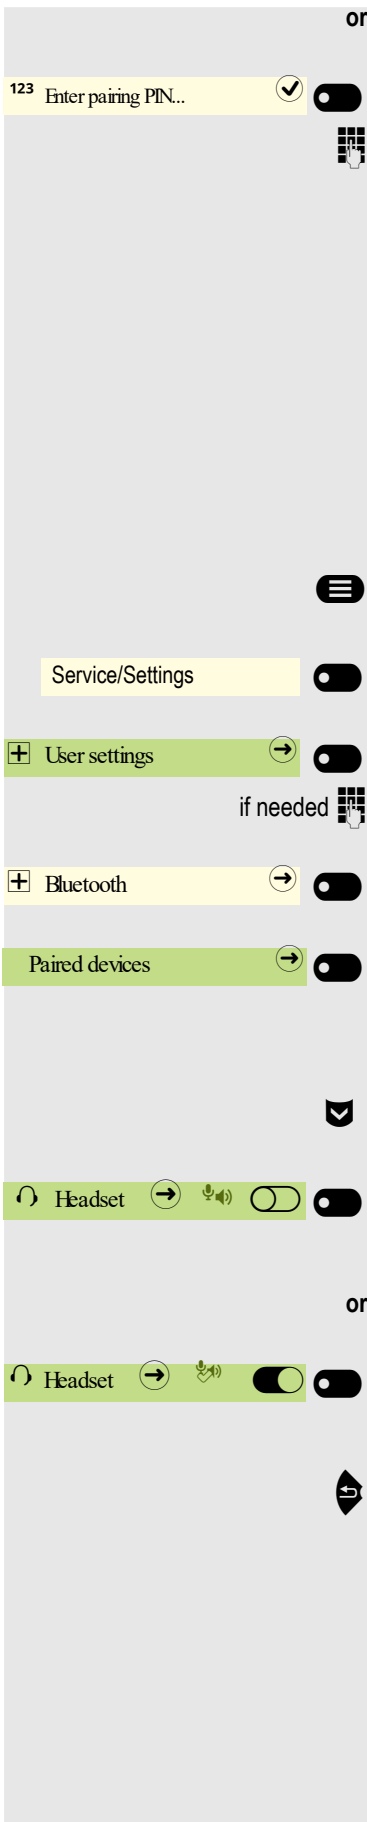 or
123 Enter pairing PIN...
Service/Settings
User settings
if needed
Bluetooth
Paired devices
Headset
or
Headset